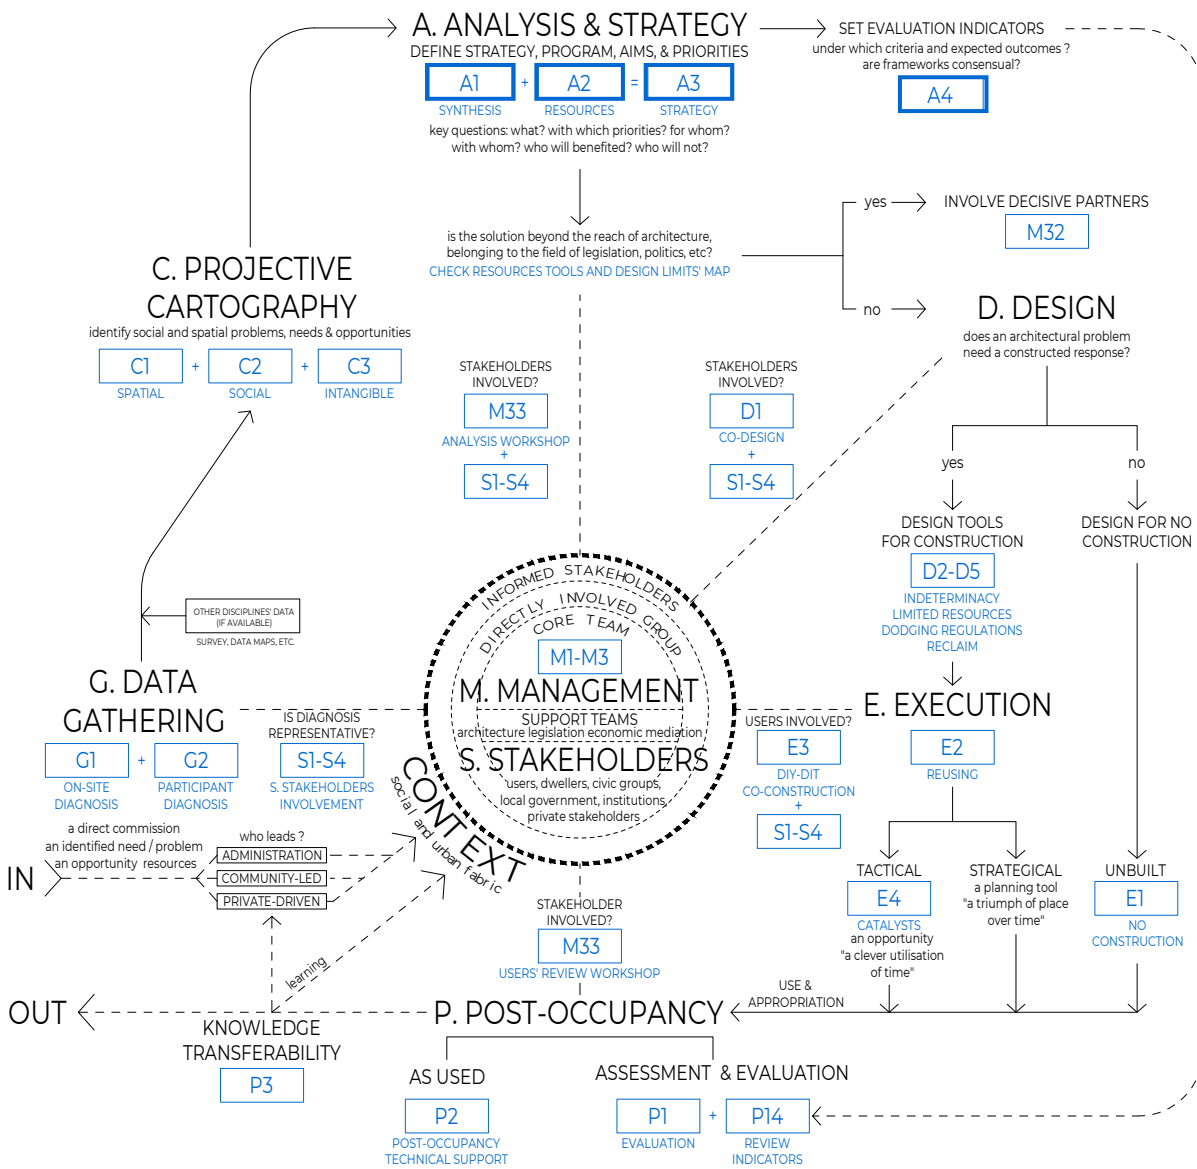 A. ANALYSIS & STRATEGY
DEFINE STRATEGY, PROGRAM, AIMS, & PRIORITIES
A1 + A2 = A3
SYNTHESIS RESOURCES STRATEGY
key questions: what? with which priorities? for whom?
with whom? who will benefited? who will not?
SET EVALUATION INDICATORS
under which criteria and expected outcomes ?
are frameworks consensual?
A4
is the solution beyond the reach of architecture,
belonging to the field of legislation, politics, etc?
CHECK RESOURCES TOOLS AND DESIGN LIMITS' MAP
yes
INVOLVE DECISIVE PARTNERS
M32
no
D. DESIGN
does an architectural problem
need a constructed response?
C. PROJECTIVE
CARTOGRAPHY
identify social and spatial problems, needs & opportunities
C1 + C2 + C3
SPATIAL SOCIAL INTANGIBLE
STAKEHOLDERS
INVOLVED?
M33
ANALYSIS WORKSHOP
+
S1-S4
STAKEHOLDERS
INVOLVED?
D1
CO-DESIGN
+
S1-S4
yes
no
DESIGN TOOLS
FOR CONSTRUCTION
D2-D5
INDETERMINACY
LIMITED RESOURCES
DODGING REGULATIONS
RECLAIM
DESIGN FOR NO
CONSTRUCTION
OTHER DISCIPLINES' DATA
(IF AVAILABLE)
SURVEY, DATA MAPS, ETC.
G. DATA
GATHERING
G1 + G2
ON-SITE
DIAGNOSIS
PARTICIPANT
DIAGNOSIS
IS DIAGNOSIS
REPRESENTATIVE?
S1-S4
S. STAKEHOLDERS
INVOLVEMENT
INFORMED STAKEHOLDERS
DIRECTLY INVOLVED GROUP
CORE TEAM
M1-M3
M. MANAGEMENT
SUPPORT TEAMS
architecture legislation economic mediation
S. STAKEHOLDERS
users, dwellers, civic groups,
local government, institutions,
private stakeholders
CONTEXT
social and urban fabric
USERS INVOLVED?
E3
DIY-DIT
CO-CONSTRUCTiON
+
S1-S4
E. EXECUTION
E2
REUSING
TACTICAL
E4
CATALYSTS
an opportunity
"a clever utilisation
of time"
STRATEGICAL
a planning tool
"a triumph of place
over time"
UNBUILT
E1
NO
CONSTRUCTION
IN
a direct commission
an identified need / problem
an opportunity resources
who leads ?
ADMINISTRATION
COMMUNITY-LED
PRIVATE-DRIVEN
learning
STAKEHOLDER
INVOLVED?
M33
USERS' REVIEW WORKSHOP
USE &
APPROPRIATION
OUT
KNOWLEDGE
TRANSFERABILITY
P3
P. POST-OCCUPANCY
AS USED
P2
POST-OCCUPANCY
TECHNICAL SUPPORT
ASSESSMENT & EVALUATION
P1 + P14
EVALUATION
REVIEW
INDICATORS